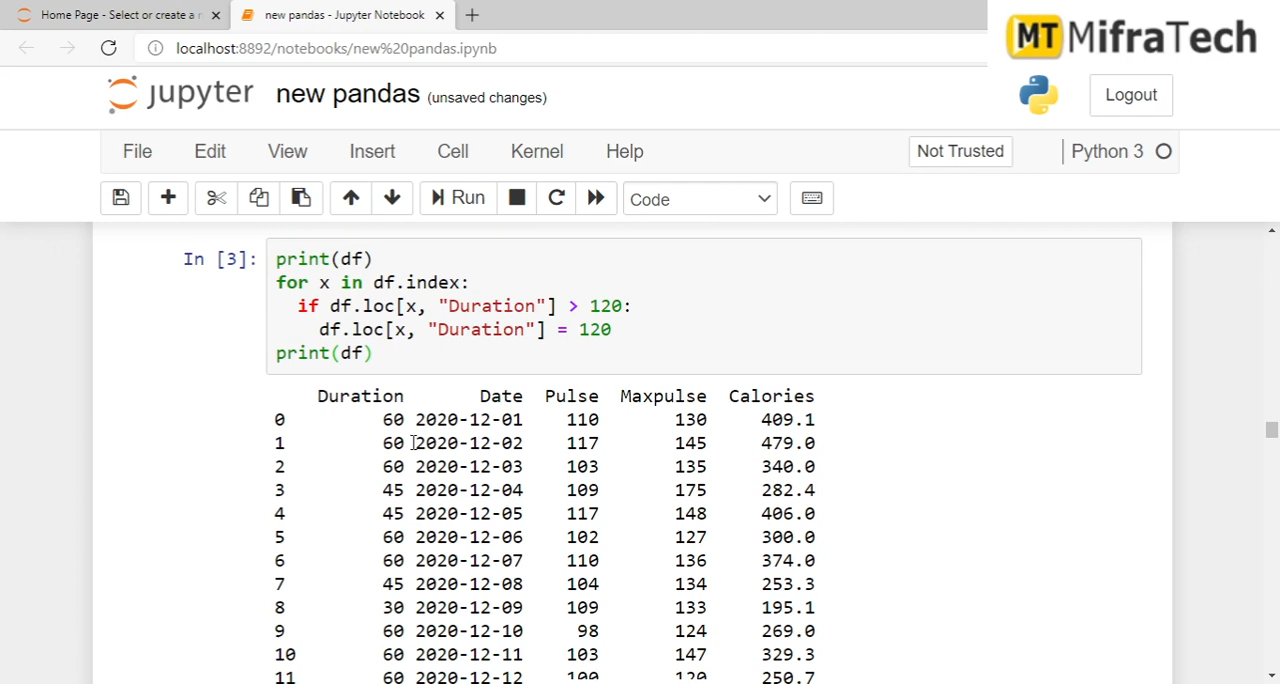 Home Page - Select or create a
new pandas - Jupyter Notebook
localhost:8892/notebooks/new%20pandas.ipynb
MT MifraTech
jupyter new pandas (unsaved changes)
Logout
File Edit View Insert Cell Kernel Help
Not Trusted
Python 3
Run
Code
In [3]: print(df)
for x in df.index:
  if df.loc[x, "Duration"] > 120:
    df.loc[x, "Duration"] = 120
print(df)
Duration Date Pulse Maxpulse Calories
0 60 2020-12-01 110 130 409.1
1 60 2020-12-02 117 145 479.0
2 60 2020-12-03 103 135 340.0
3 45 2020-12-04 109 175 282.4
4 45 2020-12-05 117 148 406.0
5 60 2020-12-06 102 127 300.0
6 60 2020-12-07 110 136 374.0
7 45 2020-12-08 104 134 253.3
8 30 2020-12-09 109 133 195.1
9 60 2020-12-10 98 124 269.0
10 60 2020-12-11 103 147 329.3
11 60 2020-12-12 100 120 250.7